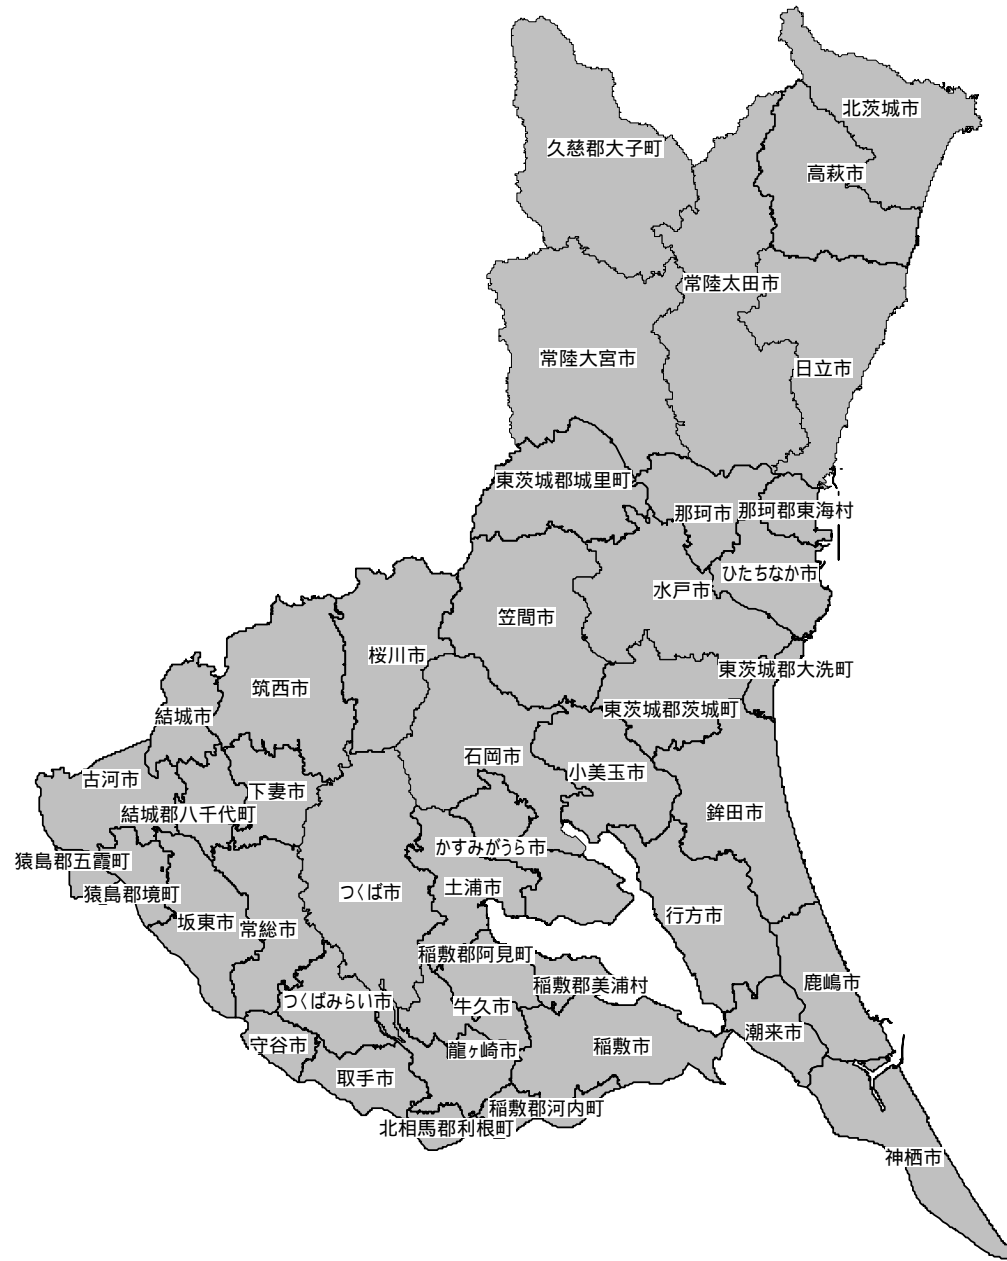 北茨城市
久慈郡大子町
高萩市
常陸太田市
常陸大宮市
日立市
東茨城郡城里町
那珂市
那珂郡東海村
ひたちなか市
水戸市
笠間市
桜川市
東茨城郡大洗町
筑西市
東茨城郡茨城町
結城市
石岡市
小美玉市
古河市
下妻市
鉾田市
結城郡八千代町
かすみがうら市
猿島郡五霞町
猿島郡境町
つくば市
土浦市
行方市
坂東市
常総市
稲敷郡阿見町
稲敷郡美浦村
鹿嶋市
つくばみらい市
牛久市
潮来市
守谷市
龍ヶ崎市
稲敷市
取手市
稲敷郡河内町
北相馬郡利根町
神栖市